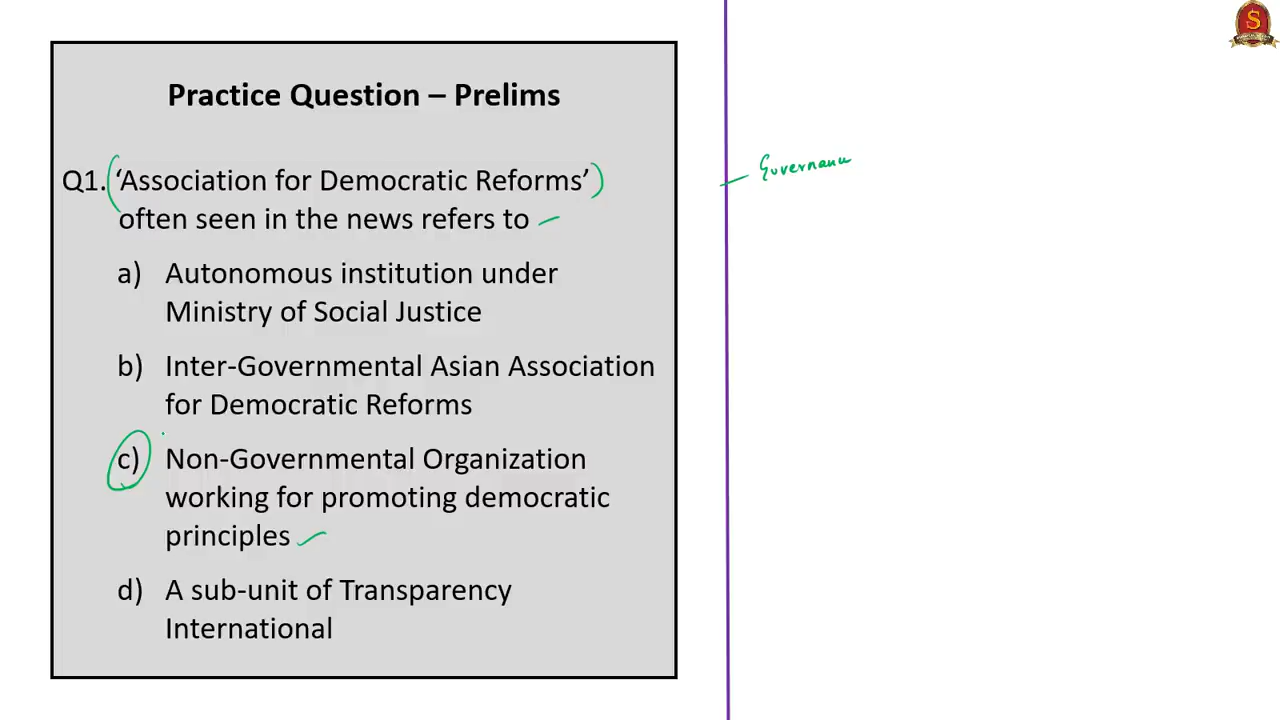 Practice Question – Prelims
Q1. ‘Association for Democratic Reforms’
often seen in the news refers to
a) Autonomous institution under
Ministry of Social Justice
b) Inter-Governmental Asian Association
for Democratic Reforms
c) Non-Governmental Organization
working for promoting democratic
principles
d) A sub-unit of Transparency
International
Governance
S